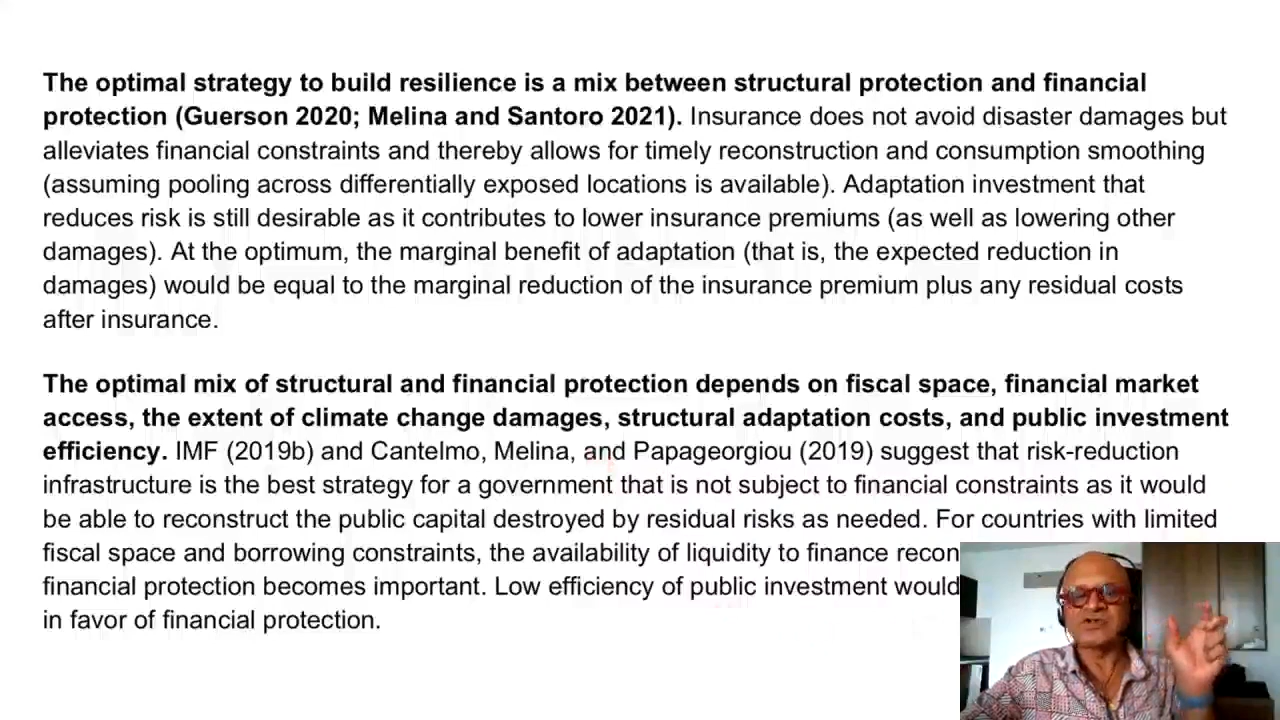 The optimal strategy to build resilience is a mix between structural protection and financial
protection (Guerson 2020; Melina and Santoro 2021). Insurance does not avoid disaster damages but
alleviates financial constraints and thereby allows for timely reconstruction and consumption smoothing
(assuming pooling across differentially exposed locations is available). Adaptation investment that
reduces risk is still desirable as it contributes to lower insurance premiums (as well as lowering other
damages). At the optimum, the marginal benefit of adaptation (that is, the expected reduction in
damages) would be equal to the marginal reduction of the insurance premium plus any residual costs
after insurance.
The optimal mix of structural and financial protection depends on fiscal space, financial market
access, the extent of climate change damages, structural adaptation costs, and public investment
efficiency. IMF (2019b) and Cantelmo, Melina, and Papageorgiou (2019) suggest that risk-reduction
infrastructure is the best strategy for a government that is not subject to financial constraints as it would
be able to reconstruct the public capital destroyed by residual risks as needed. For countries with limited
fiscal space and borrowing constraints, the availability of liquidity to finance
financial protection becomes important. Low efficiency of public investment would
in favor of financial protection.